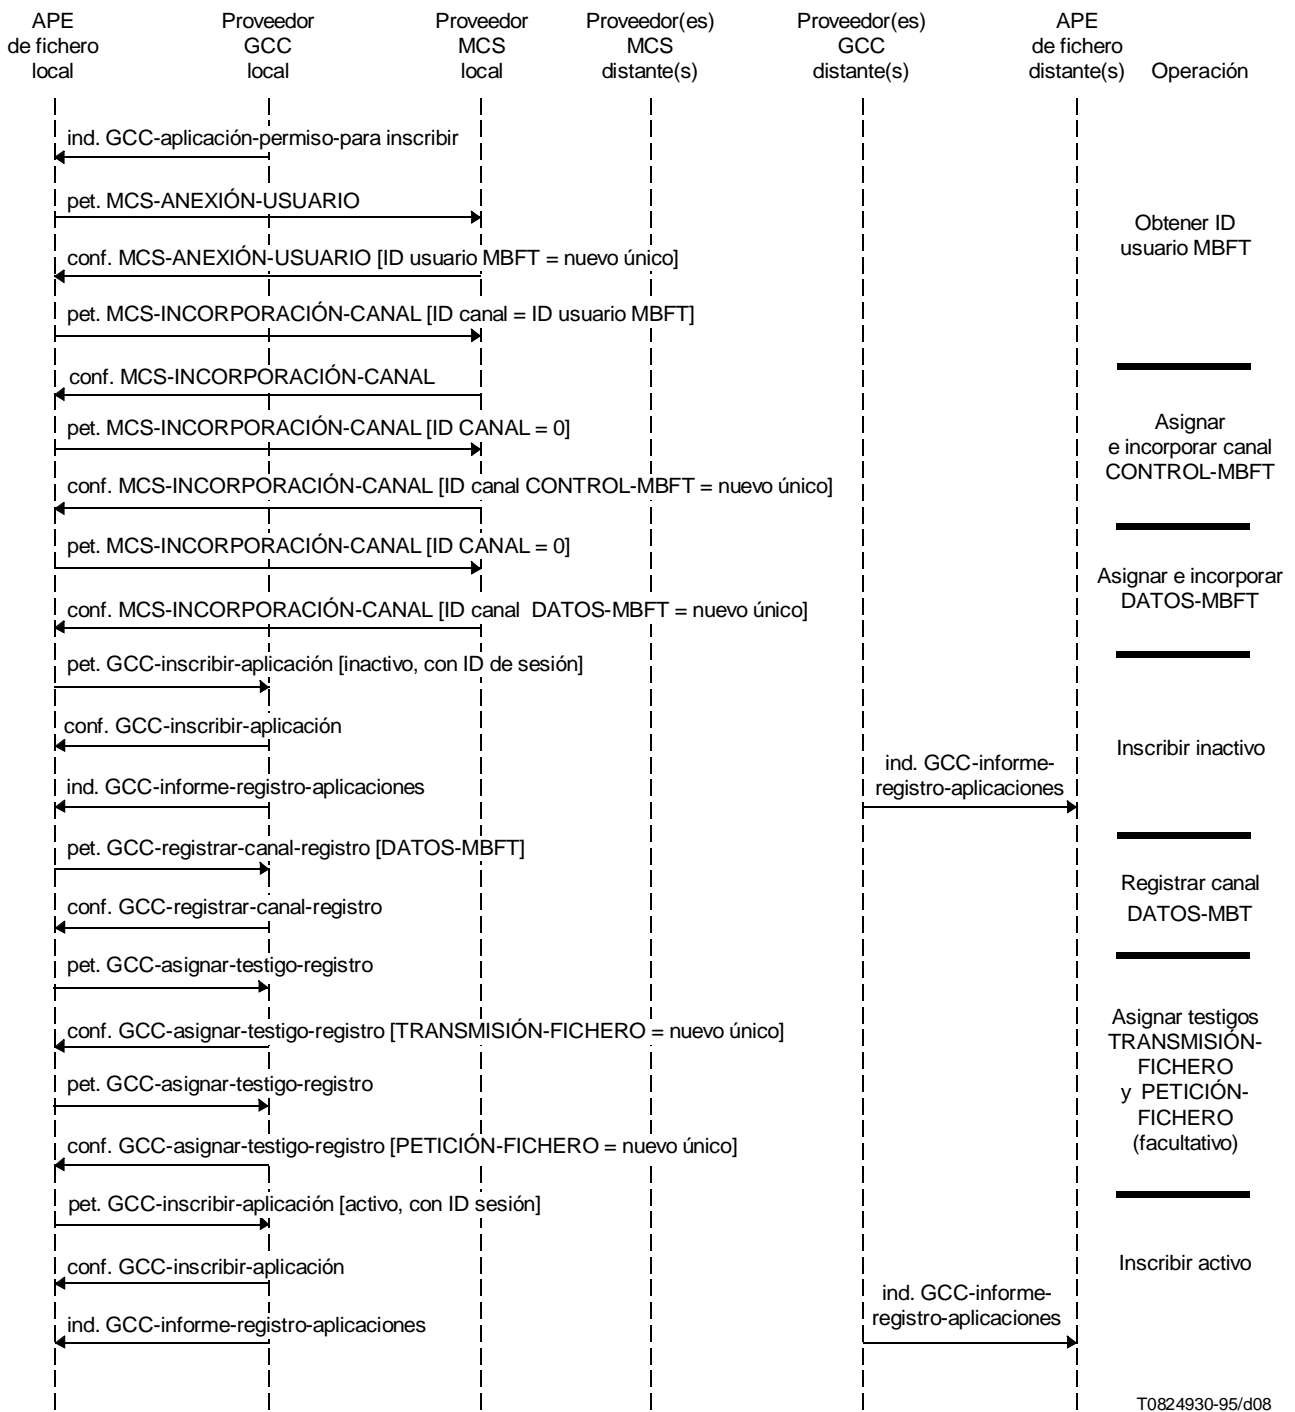 APE
de fichero
local
Proveedor
GCC
local
Proveedor
MCS
local
Proveedor(es)
MCS
distante(s)
Proveedor(es)
GCC
distante(s)
APE
de fichero
distante(s)
Operación
ind. GCC-aplicación-permiso-para inscribir
pet. MCS-ANEXIÓN-USUARIO
conf. MCS-ANEXIÓN-USUARIO [ID usuario MBFT = nuevo único]
pet. MCS-INCORPORACIÓN-CANAL [ID canal = ID usuario MBFT]
Obtener ID
usuario MBFT
conf. MCS-INCORPORACIÓN-CANAL
pet. MCS-INCORPORACIÓN-CANAL [ID CANAL = 0]
conf. MCS-INCORPORACIÓN-CANAL [ID canal CONTROL-MBFT = nuevo único]
Asignar
e incorporar canal
CONTROL-MBFT
pet. MCS-INCORPORACIÓN-CANAL [ID CANAL = 0]
conf. MCS-INCORPORACIÓN-CANAL [ID canal  DATOS-MBFT = nuevo único]
Asignar e incorporar
DATOS-MBFT
pet. GCC-inscribir-aplicación [inactivo, con ID de sesión]
conf. GCC-inscribir-aplicación
ind. GCC-informe-registro-aplicaciones
ind. GCC-informe-
registro-aplicaciones
Inscribir inactivo
pet. GCC-registrar-canal-registro [DATOS-MBFT]
conf. GCC-registrar-canal-registro
Registrar canal
DATOS-MBT
pet. GCC-asignar-testigo-registro
conf. GCC-asignar-testigo-registro [TRANSMISIÓN-FICHERO = nuevo único]
pet. GCC-asignar-testigo-registro
conf. GCC-asignar-testigo-registro [PETICIÓN-FICHERO = nuevo único]
Asignar testigos
TRANSMISIÓN-
FICHERO
y  PETICIÓN-
FICHERO
(facultativo)
pet. GCC-inscribir-aplicación [activo, con ID sesión]
conf. GCC-inscribir-aplicación
ind. GCC-informe-registro-aplicaciones
ind. GCC-informe-
registro-aplicaciones
Inscribir activo
T0824930-95/d08